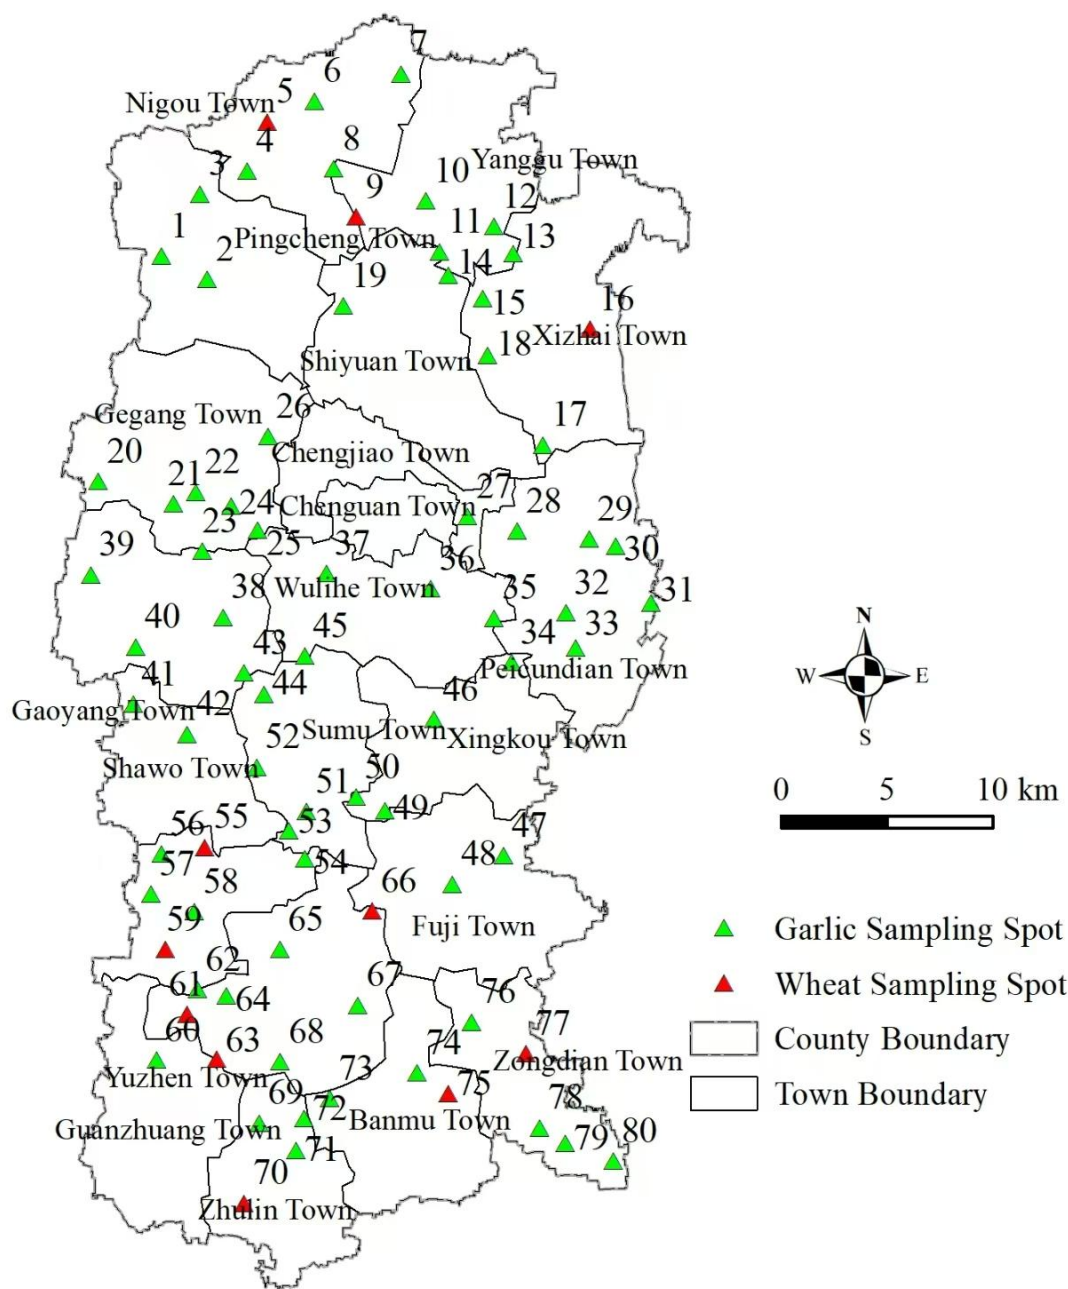 7
6
5
Nigou Town
4
8
3
Yanggu Town
9
10
12
11
13
1
Pingcheng Town
2
14
19
15
16
18
Xizhai Town
Shiyuan Town
26
Gegang Town
17
Chengjiao Town
20
22
21
27
24
Chenguan Town
28
23
29
25
37
39
36
30
Wulihe Town
32
31
38
35
33
40
34
43
45
41
Peicundian Town
44
46
Gaoyang Town
42
Sumu Town
52
Xingkou Town
50
Shawo Town
51
49
53
47
55
56
54
48
57
58
66
59
65
Fuji Town
62
67
61
64
76
77
60
63
68
73
74
Zongdian Town
Yuzhen Town
75
69
78
72
Banmu Town
Guanzhuang Town
79
80
71
70
Zhulin Town
N
W
E
S
0 5 10 km
Garlic Sampling Spot
Wheat Sampling Spot
County Boundary
Town Boundary